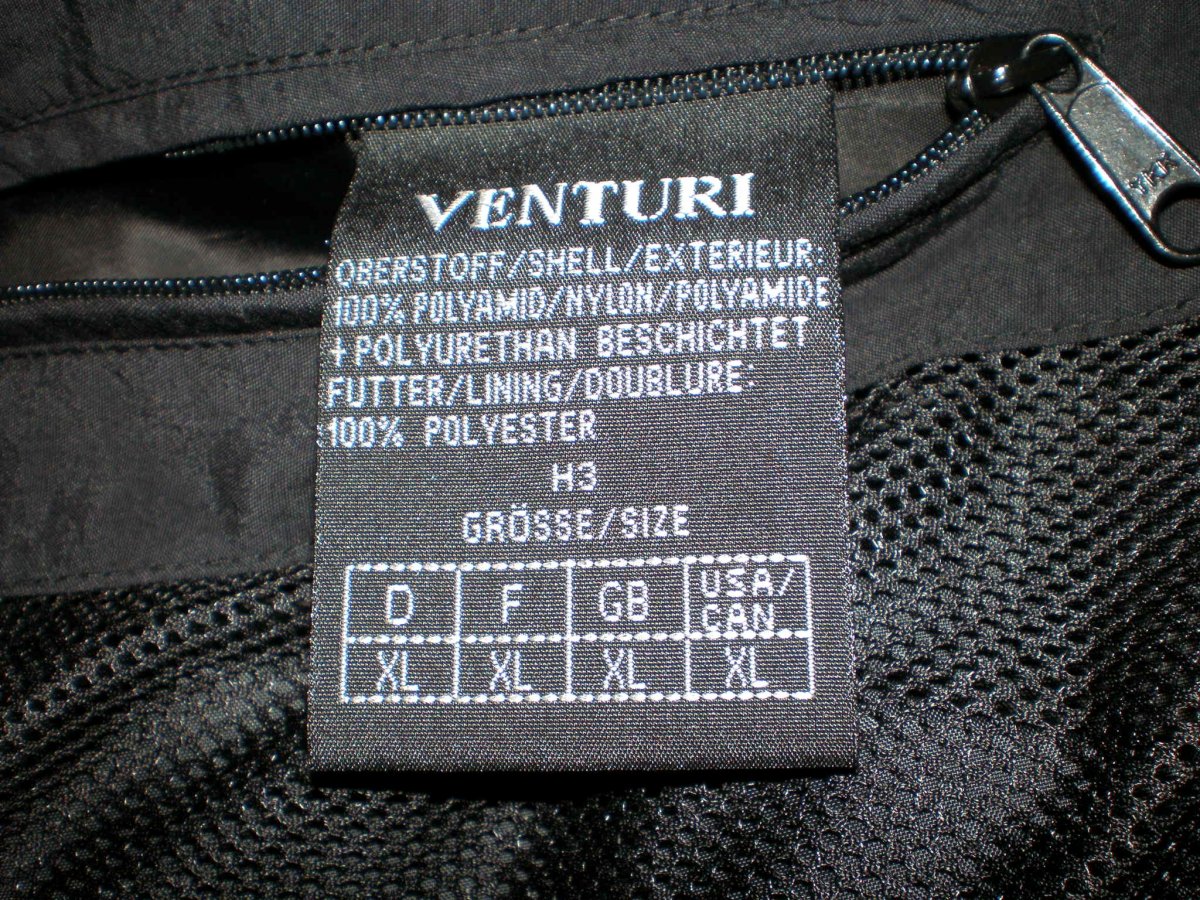 VENTURI
OBERSTOFF/SHELL/EXTERIEUR:
100% POLYAMID/NYLON/POLYAMIDE
+POLYURETHAN BESCHICHTET
FUTTER/LINING/DOUBLURE:
100% POLYESTER
H3
GRÖSSE/SIZE
D F GB USA/
CAN
XL XL XL XL
YKK